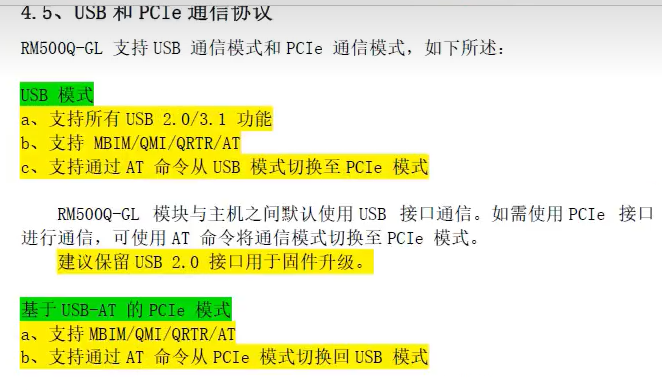 4.5、USB 和 PCIe 通信协议
RM500Q-GL 支持 USB 通信模式和 PCIe 通信模式，如下所述：
USB 模式
a、支持所有 USB 2.0/3.1 功能
b、支持 MBIM/QMI/QRTR/AT
c、支持通过 AT 命令从 USB 模式切换至 PCIe 模式
RM500Q-GL 模块与主机之间默认使用 USB 接口通信。如需使用 PCIe 接口
进行通信，可使用 AT 命令将通信模式切换至 PCIe 模式。
建议保留 USB 2.0 接口用于固件升级。
基于 USB-AT 的 PCIe 模式
a、支持 MBIM/QMI/QRTR/AT
b、支持通过 AT 命令从 PCIe 模式切换回 USB 模式